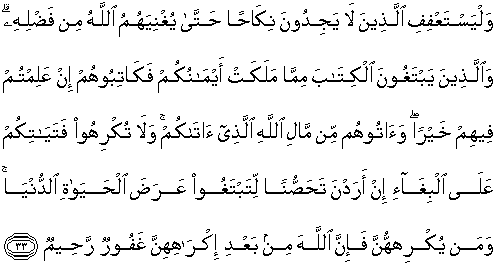 وَلْيَسْتَعْفِفِ ٱلَّذِينَ لَا يَجِدُونَ نِكَاحًا حَتَّىٰ يُغْنِيَهُمُ ٱللَّهُ مِن فَضْلِهِۦ ۗ
وَٱلَّذِينَ يَبْتَغُونَ ٱلْكِتَٰبَ مِمَّا مَلَكَتْ أَيْمَٰنُكُمْ فَكَاتِبُوهُمْ إِنْ عَلِمْتُمْ
فِيهِمْ خَيْرًا ۖ وَءَاتُوهُم مِّن مَّالِ ٱللَّهِ ٱلَّذِىٓ ءَاتَىٰكُمْ ۚ وَلَا تُكْرِهُوا۟ فَتَيَٰتِكُمْ
عَلَى ٱلْبِغَآءِ إِنْ أَرَدْنَ تَحَصُّنًا لِّتَبْتَغُوا۟ عَرَضَ ٱلْحَيَوٰةِ ٱلدُّنْيَا ۚ
وَمَن يُكْرِههُّنَّ فَإِنَّ ٱللَّهَ مِنۢ بَعْدِ إِكْرَٰهِهِنَّ غَفُورٌ رَّحِيمٌ ٣٣